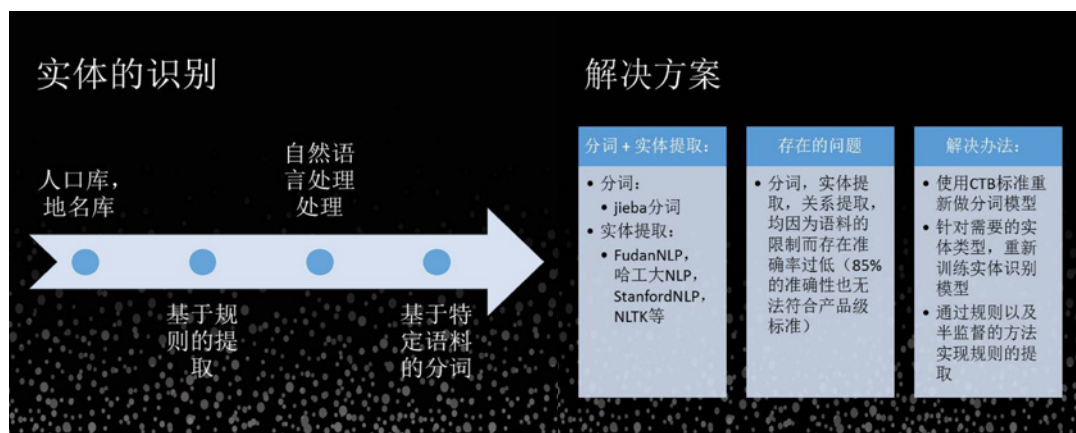 实体的识别
人口库，
地名库
基于规
则的提
取
自然语
言处理
处理
基于特
定语料
的分词
解决方案
分词 + 实体提取：
• 分词：
• jieba分词
• 实体提取：
• FudanNLP，
哈工大NLP，
StanfordNLP，
NLTK等
存在的问题
• 分词，实体提
取，关系提取，
均因为语料的
限制而存在准
确率过低（85%
的准确性也无
法符合产品级
标准）
解决办法：
• 使用CTB标准重
新做分词模型
• 针对需要的实
体类型，重新
训练实体识别
模型
• 通过规则以及
半监督的方法
实现规则的提
取